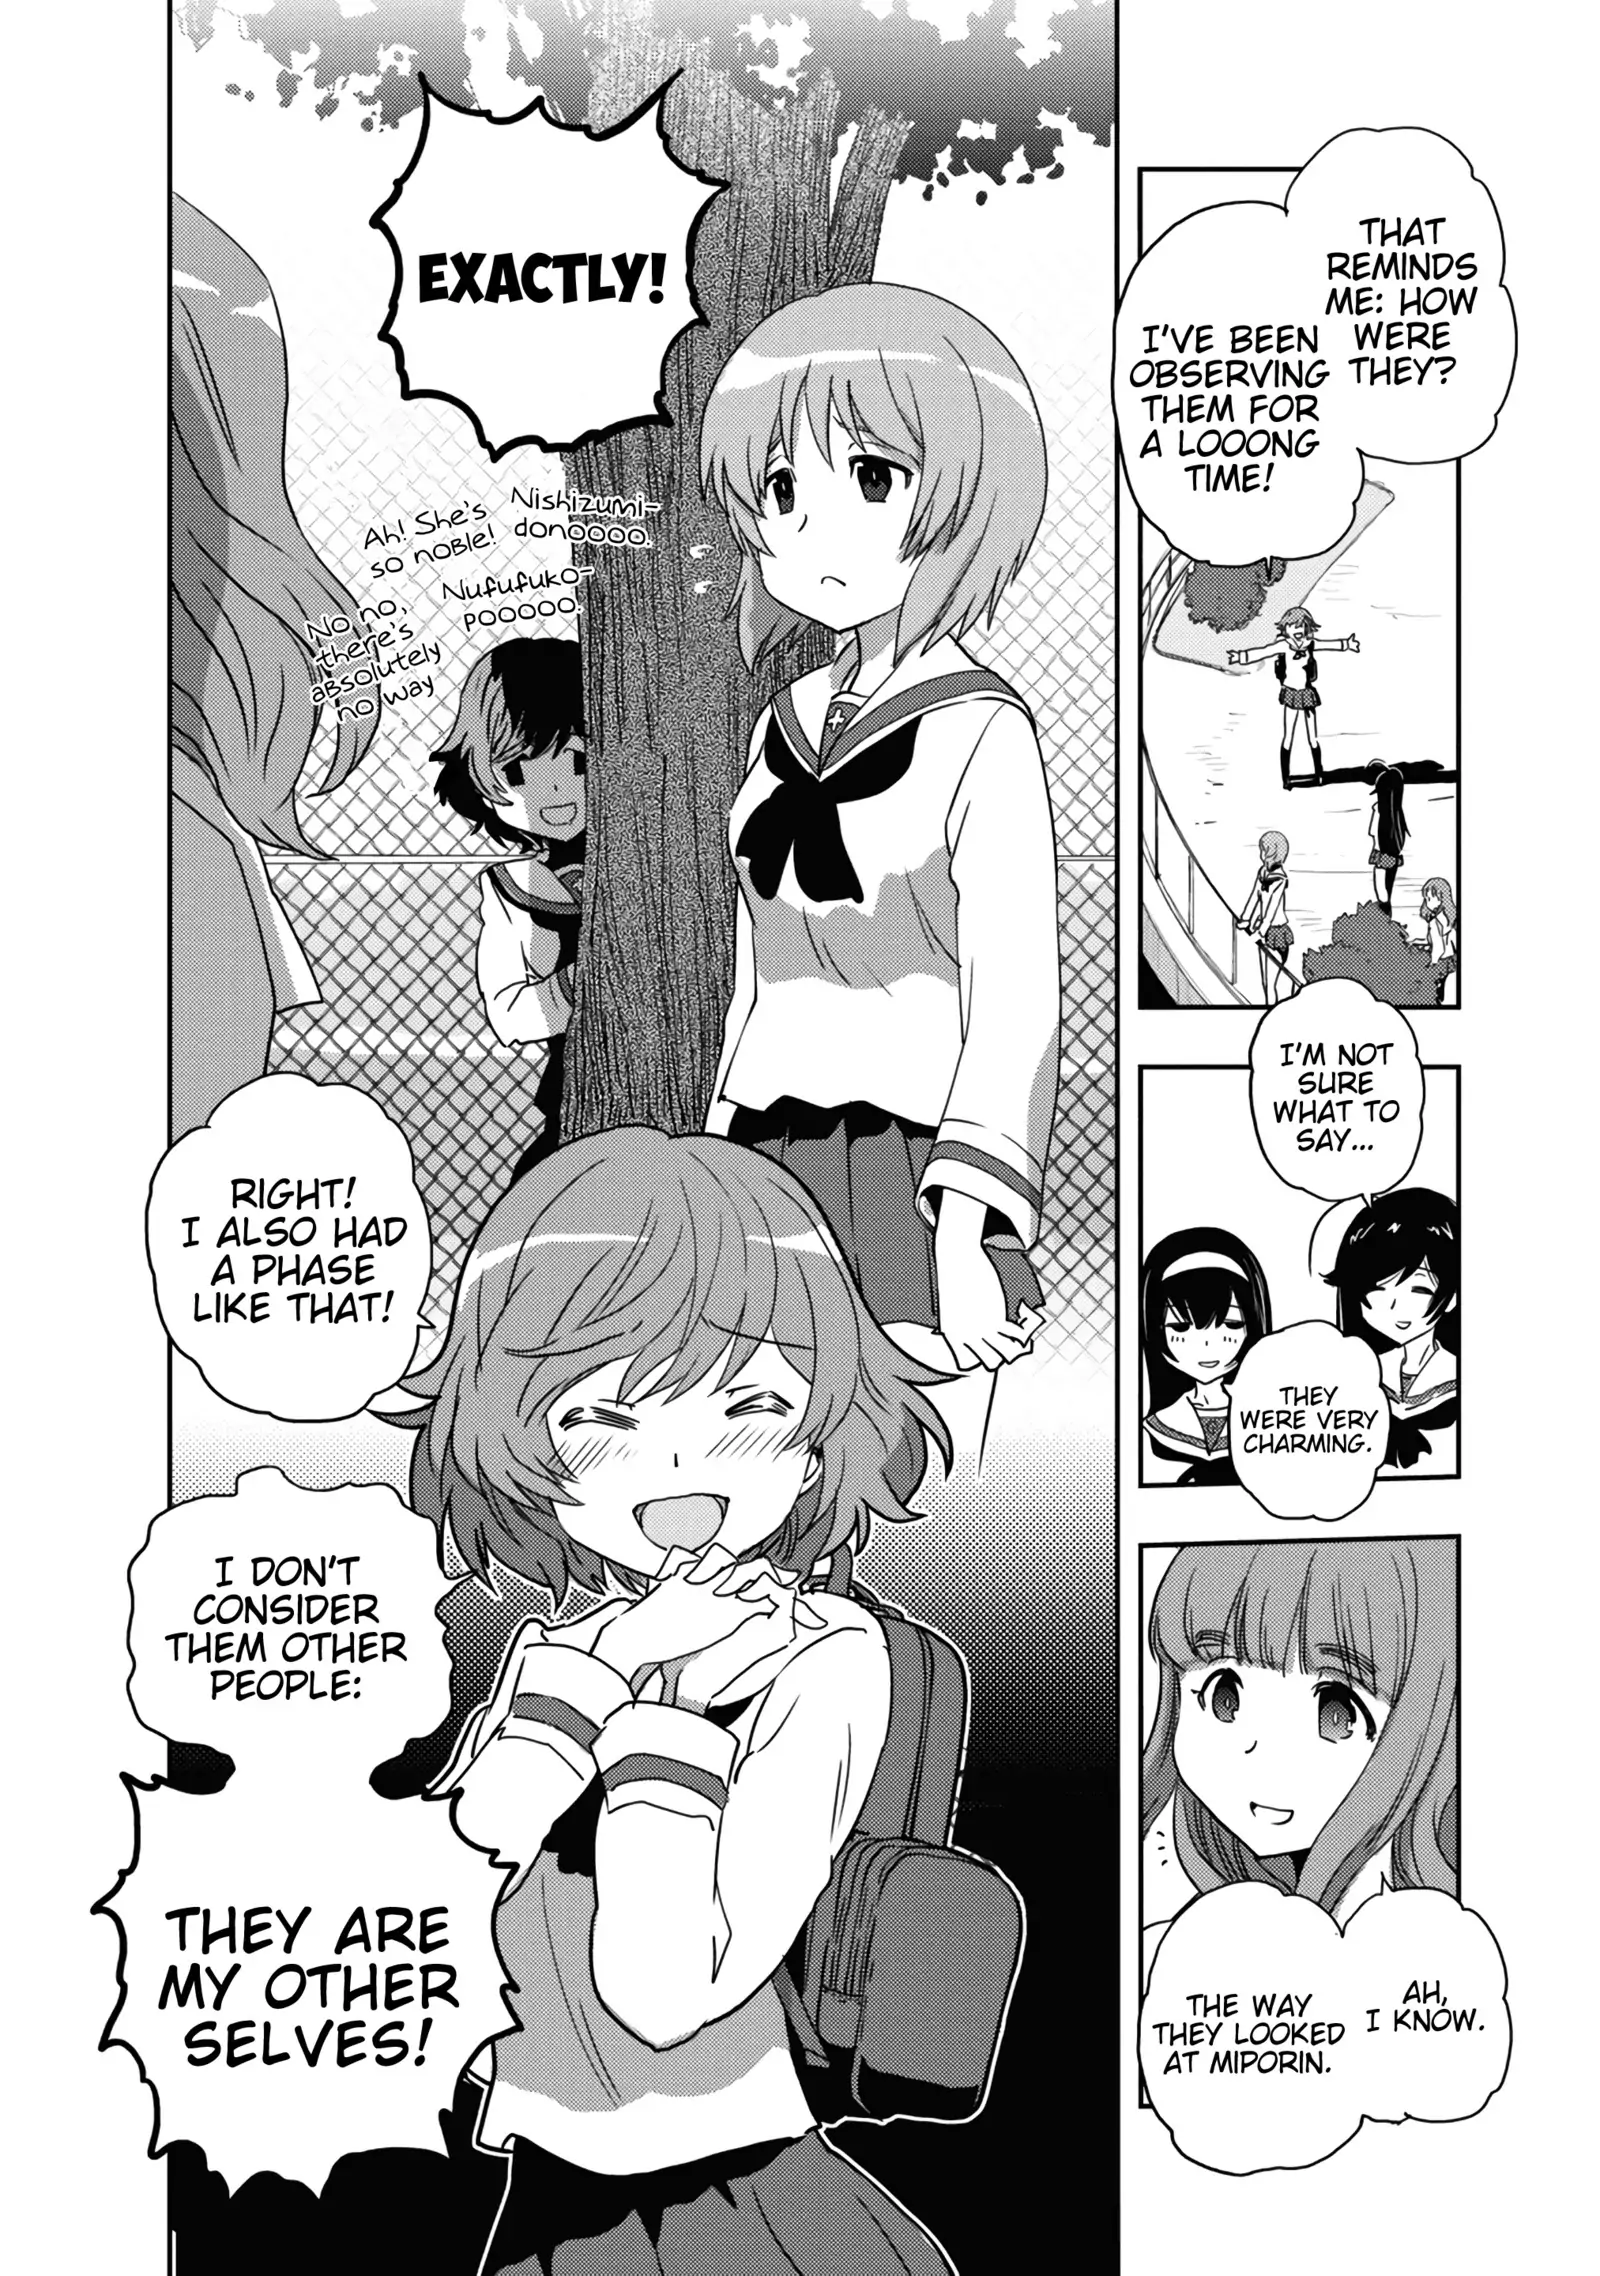 THAT
REMINDS
ME: HOW
WERE
THEY?
I'VE BEEN
OBSERVING
THEM FOR
A LOOONG
TIME!
I'M NOT
SURE
WHAT TO
SAY...
THEY
WERE VERY
CHARMING.
AH,
I KNOW.
THE WAY
THEY LOOKED
AT MIPORIN.
EXACTLY!
Nishizumi-
donoooo.
Ah! She's
so noble!
Nufufuko-
pooooo.
No no,
there's
absolutely
no way
RIGHT!
I ALSO HAD
A PHASE
LIKE THAT!
I DON'T
CONSIDER
THEM OTHER
PEOPLE:
THEY ARE
MY OTHER
SELVES!